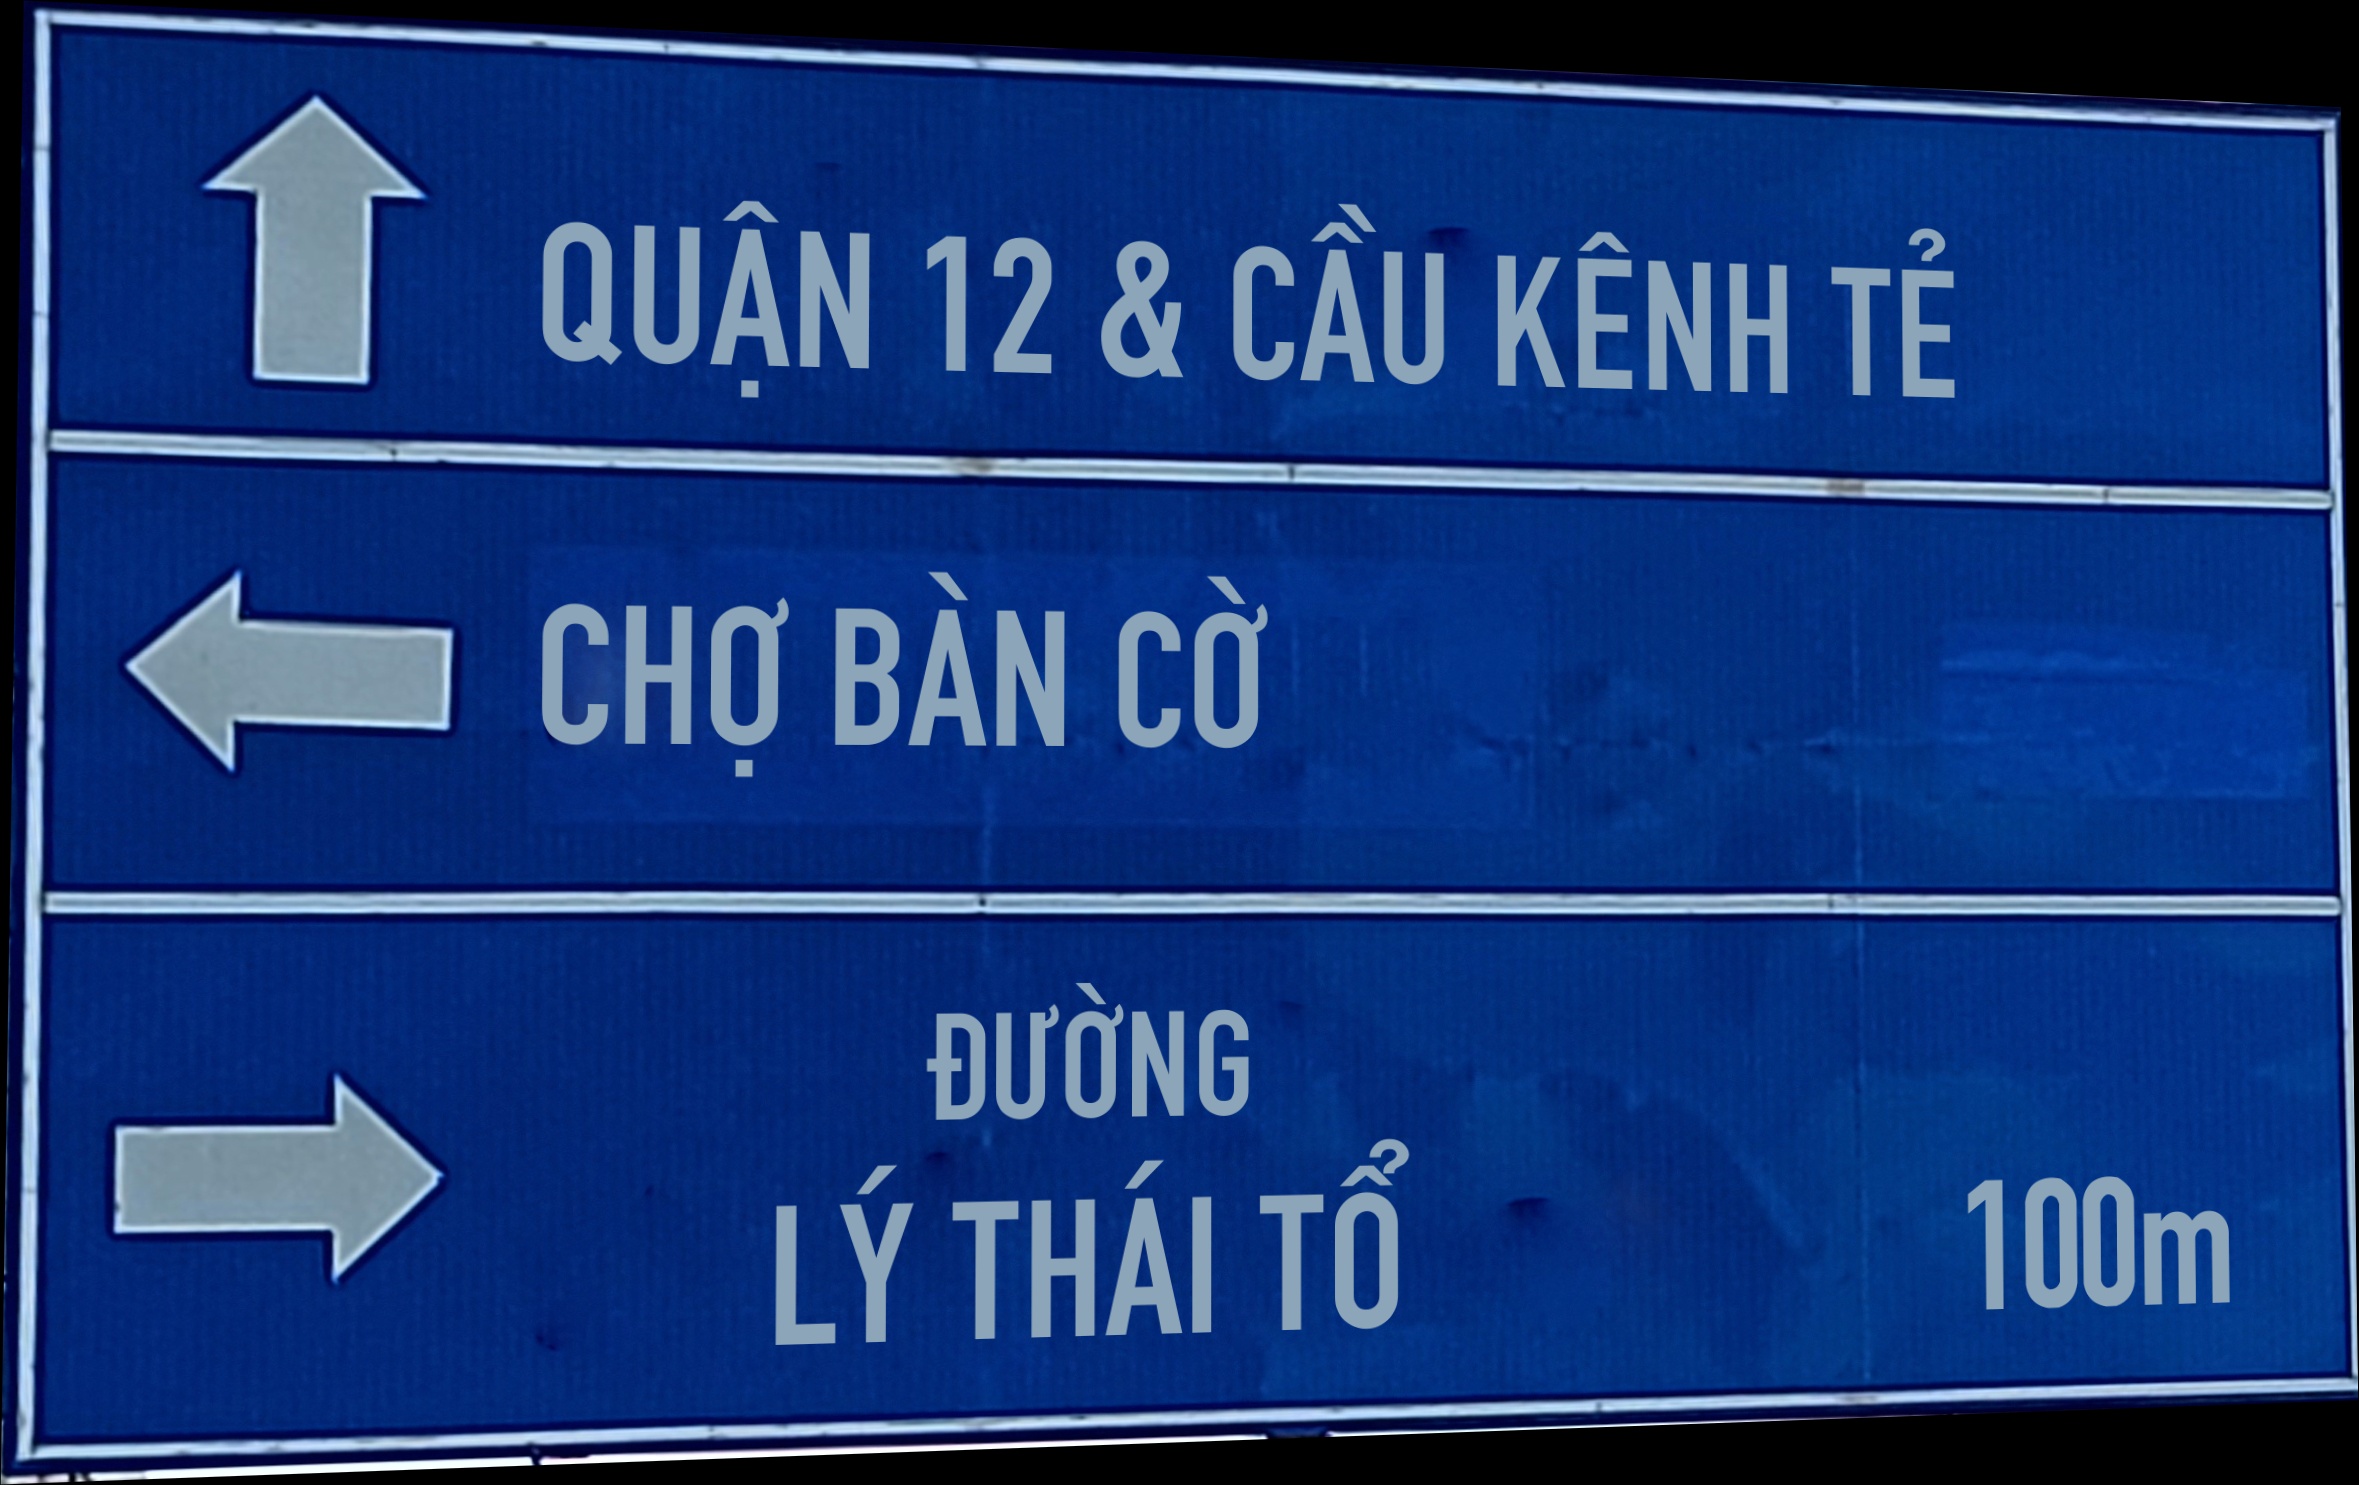 QUẬN 12 & CẦU KÊNH TẺ
CHỢ BÀN CỜ
ĐƯỜNG
LÝ THÁI TỔ
100m